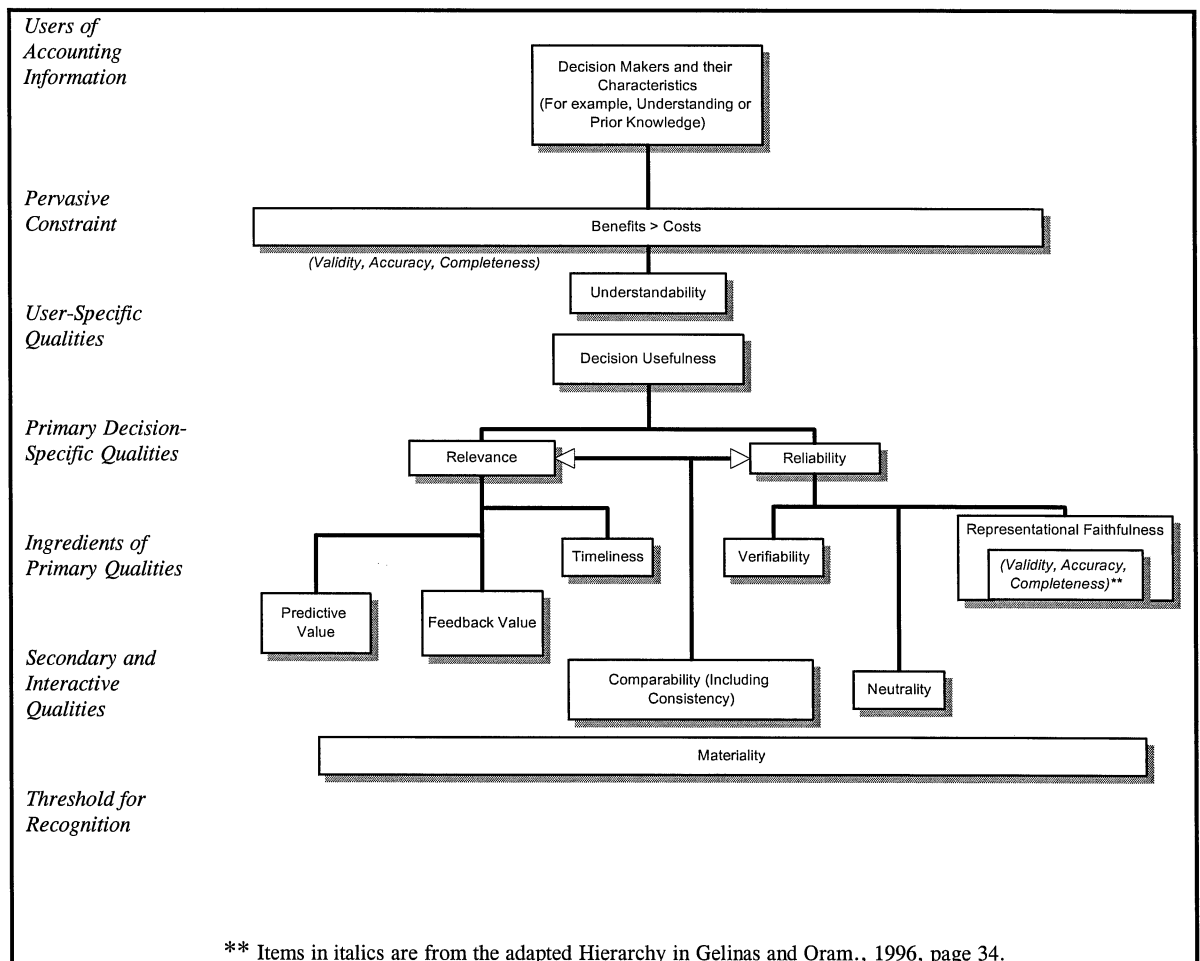 Users of
Accounting
Information
Decision Makers and their
Characteristics
(For example, Understanding or
Prior Knowledge)
Pervasive
Constraint
Benefits > Costs
(Validity, Accuracy, Completeness)
Understandability
User-Specific
Qualities
Decision Usefulness
Primary Decision-
Specific Qualities
Relevance
Reliability
Ingredients of
Primary Qualities
Timeliness
Verifiability
Representational Faithfulness
(Validity, Accuracy,
Completeness)**
Predictive
Value
Feedback Value
Secondary and
Interactive
Qualities
Comparability (Including
Consistency)
Neutrality
Materiality
Threshold for
Recognition
** Items in italics are from the adapted Hierarchy in Gelinas and Oram., 1996, page 34.